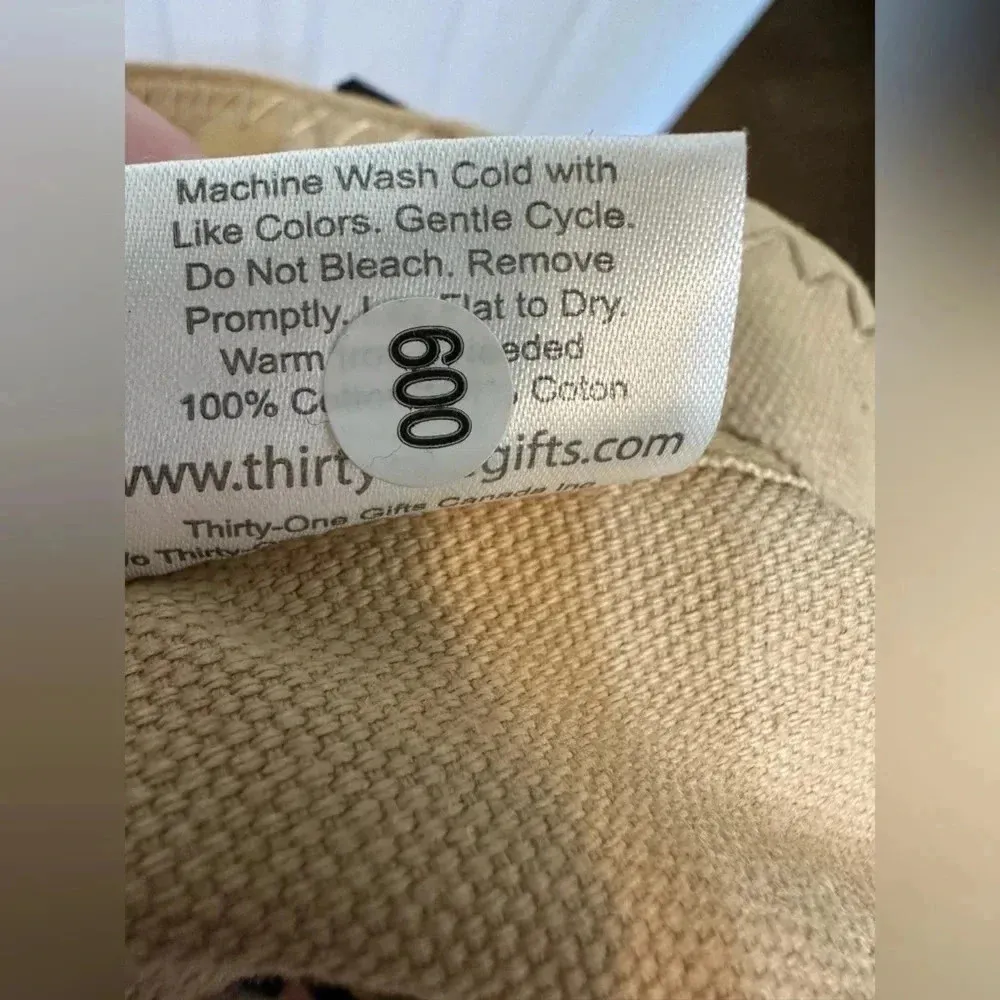 Machine Wash Cold with
Like Colors. Gentle Cycle.
Do Not Bleach. Remove
Promptly. Flat to Dry.
Warm
100% Coton
www.thirty gifts.com
Thirty-One Gifts Canada Inc.
Thirty-
600